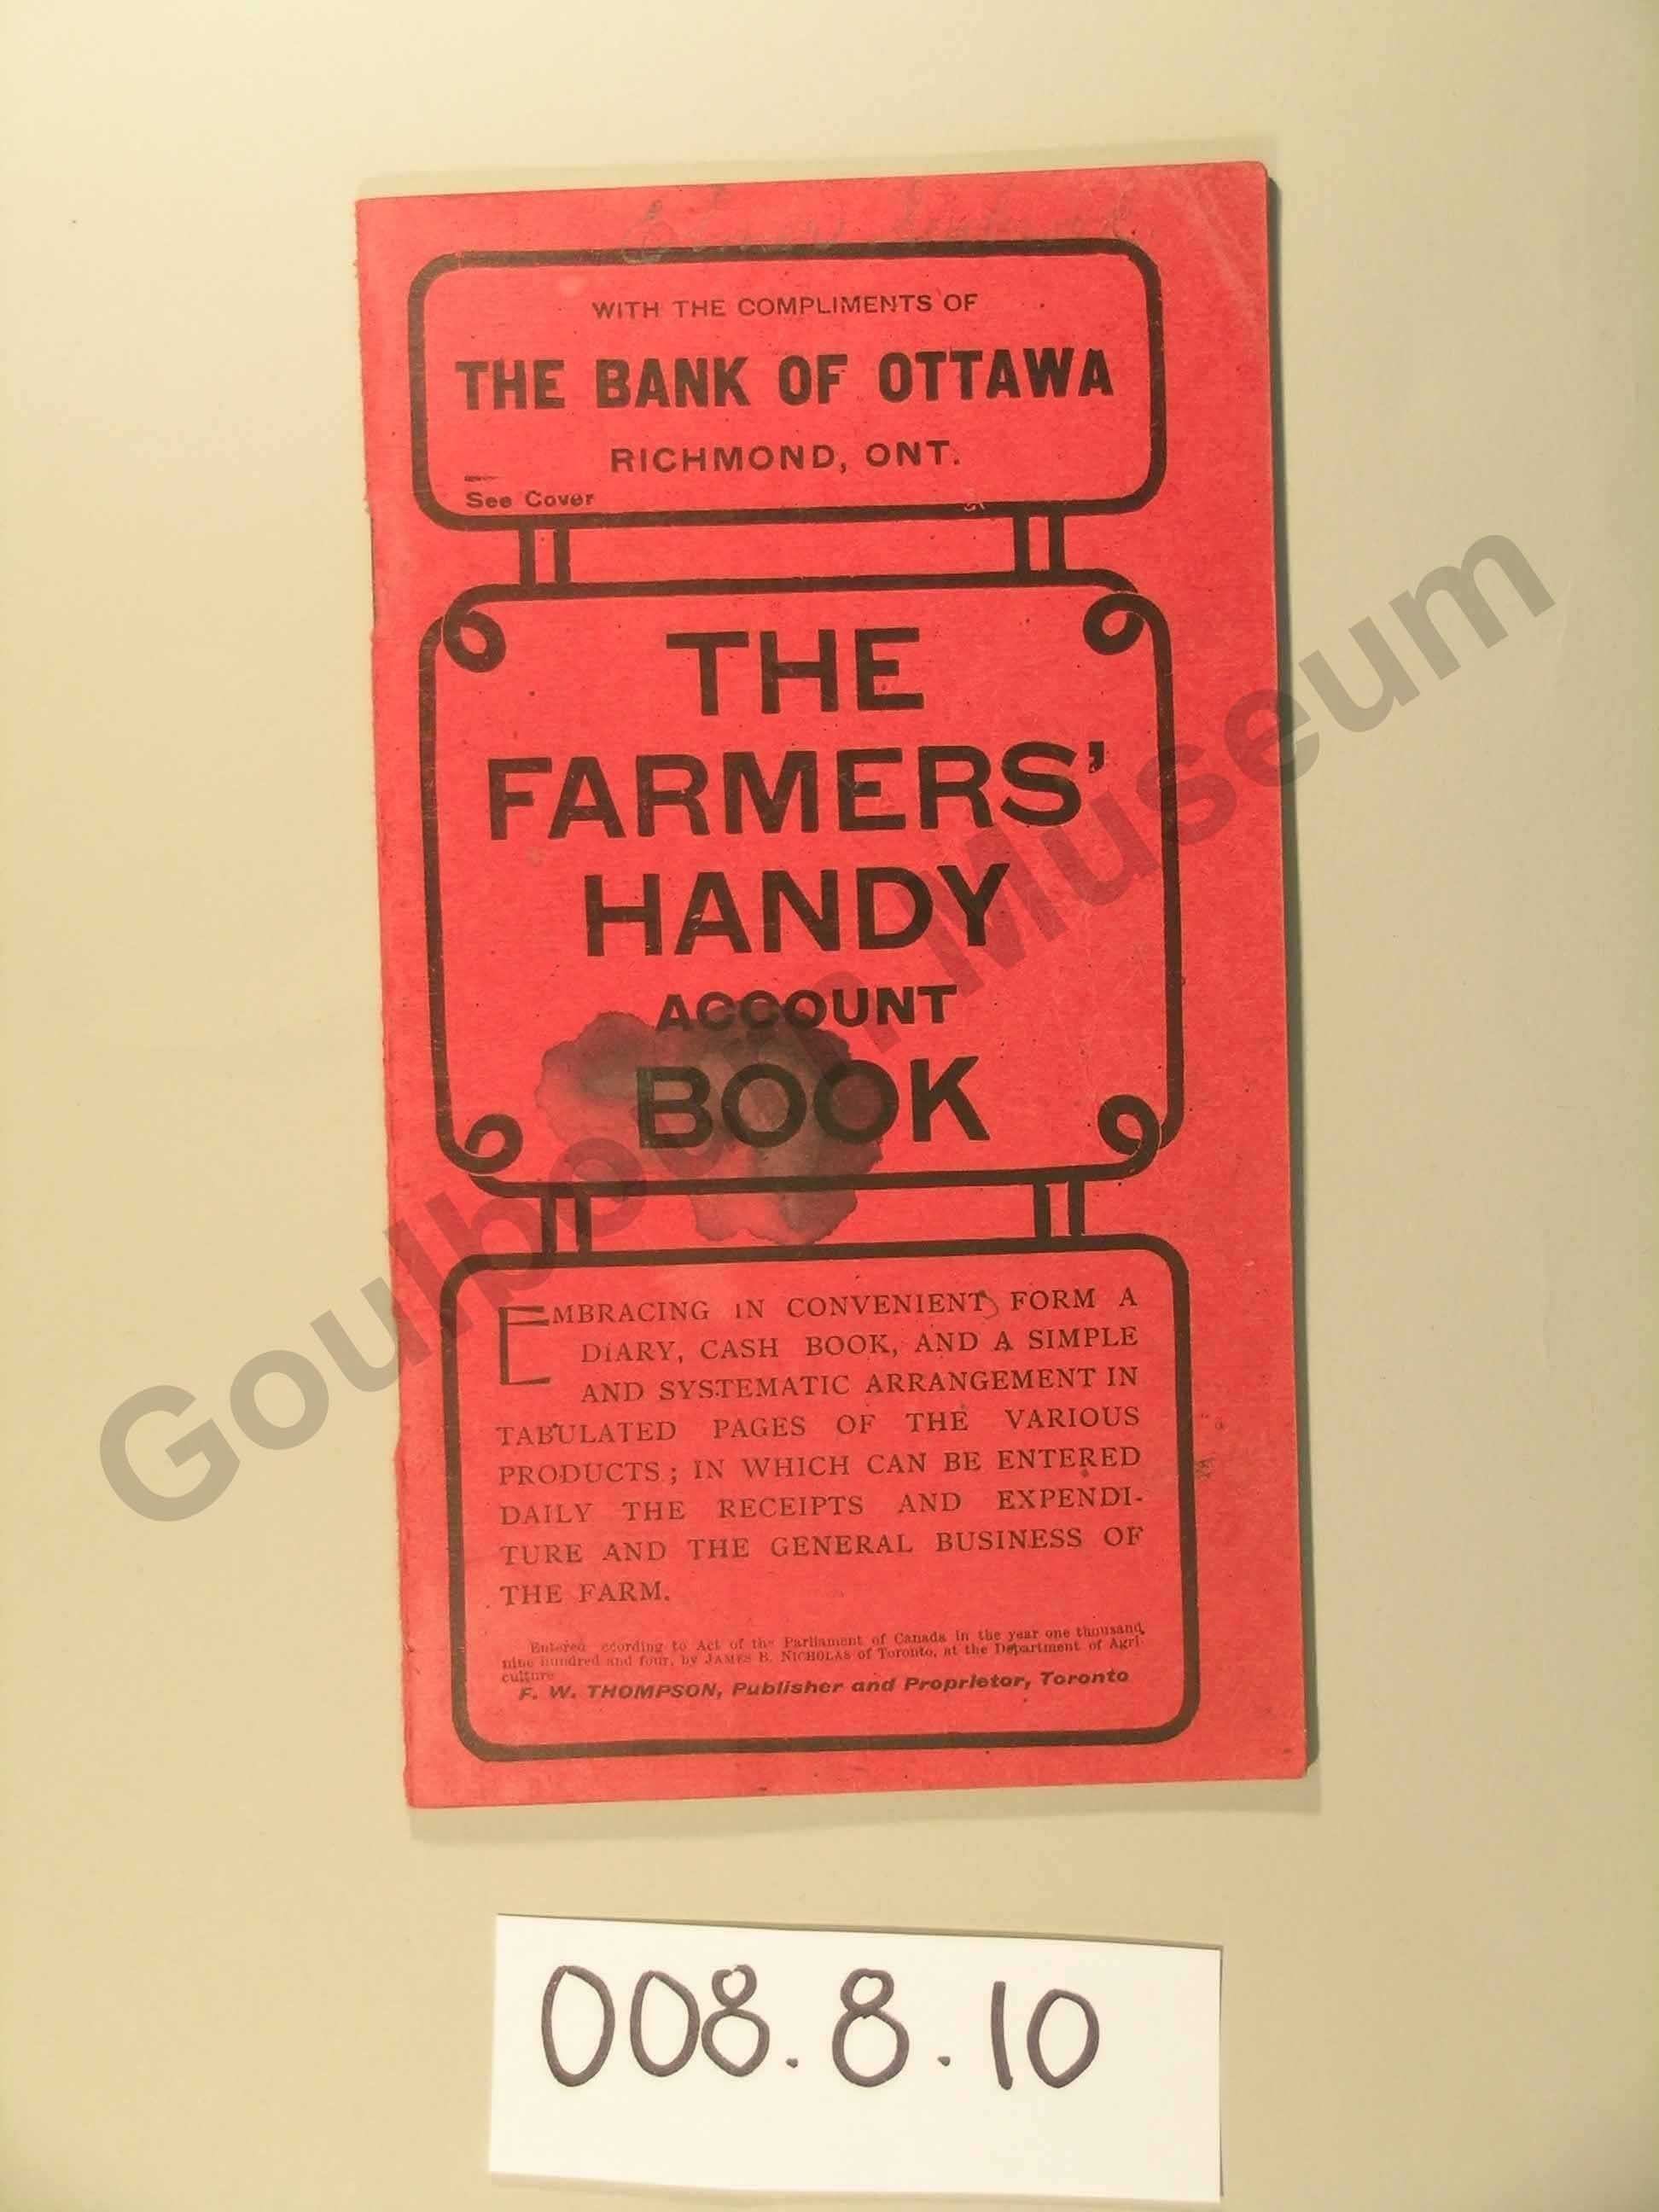 WITH THE COMPLIMENTS OF
THE BANK OF OTTAWA
RICHMOND, ONT.
See Cover
THE
FARMERS'
HANDY
ACCOUNT
BOOK
EMBRACING IN CONVENIENT FORM A
DIARY, CASH BOOK, AND A SIMPLE
AND SYSTEMATIC ARRANGEMENT IN
TABULATED PAGES OF THE VARIOUS
PRODUCTS; IN WHICH CAN BE ENTERED
DAILY THE RECEIPTS AND EXPENDI-
TURE AND THE GENERAL BUSINESS OF
THE FARM.
Entered ccording to Act of the Parliament of Canada in the year one thousand
nine hundred and four, by JAMES B. NICHOLAS of Toronto, at the Department of Agri-
culture
F. W. THOMPSON, Publisher and Proprietor, Toronto
Goulbourn Museum
008.8.10